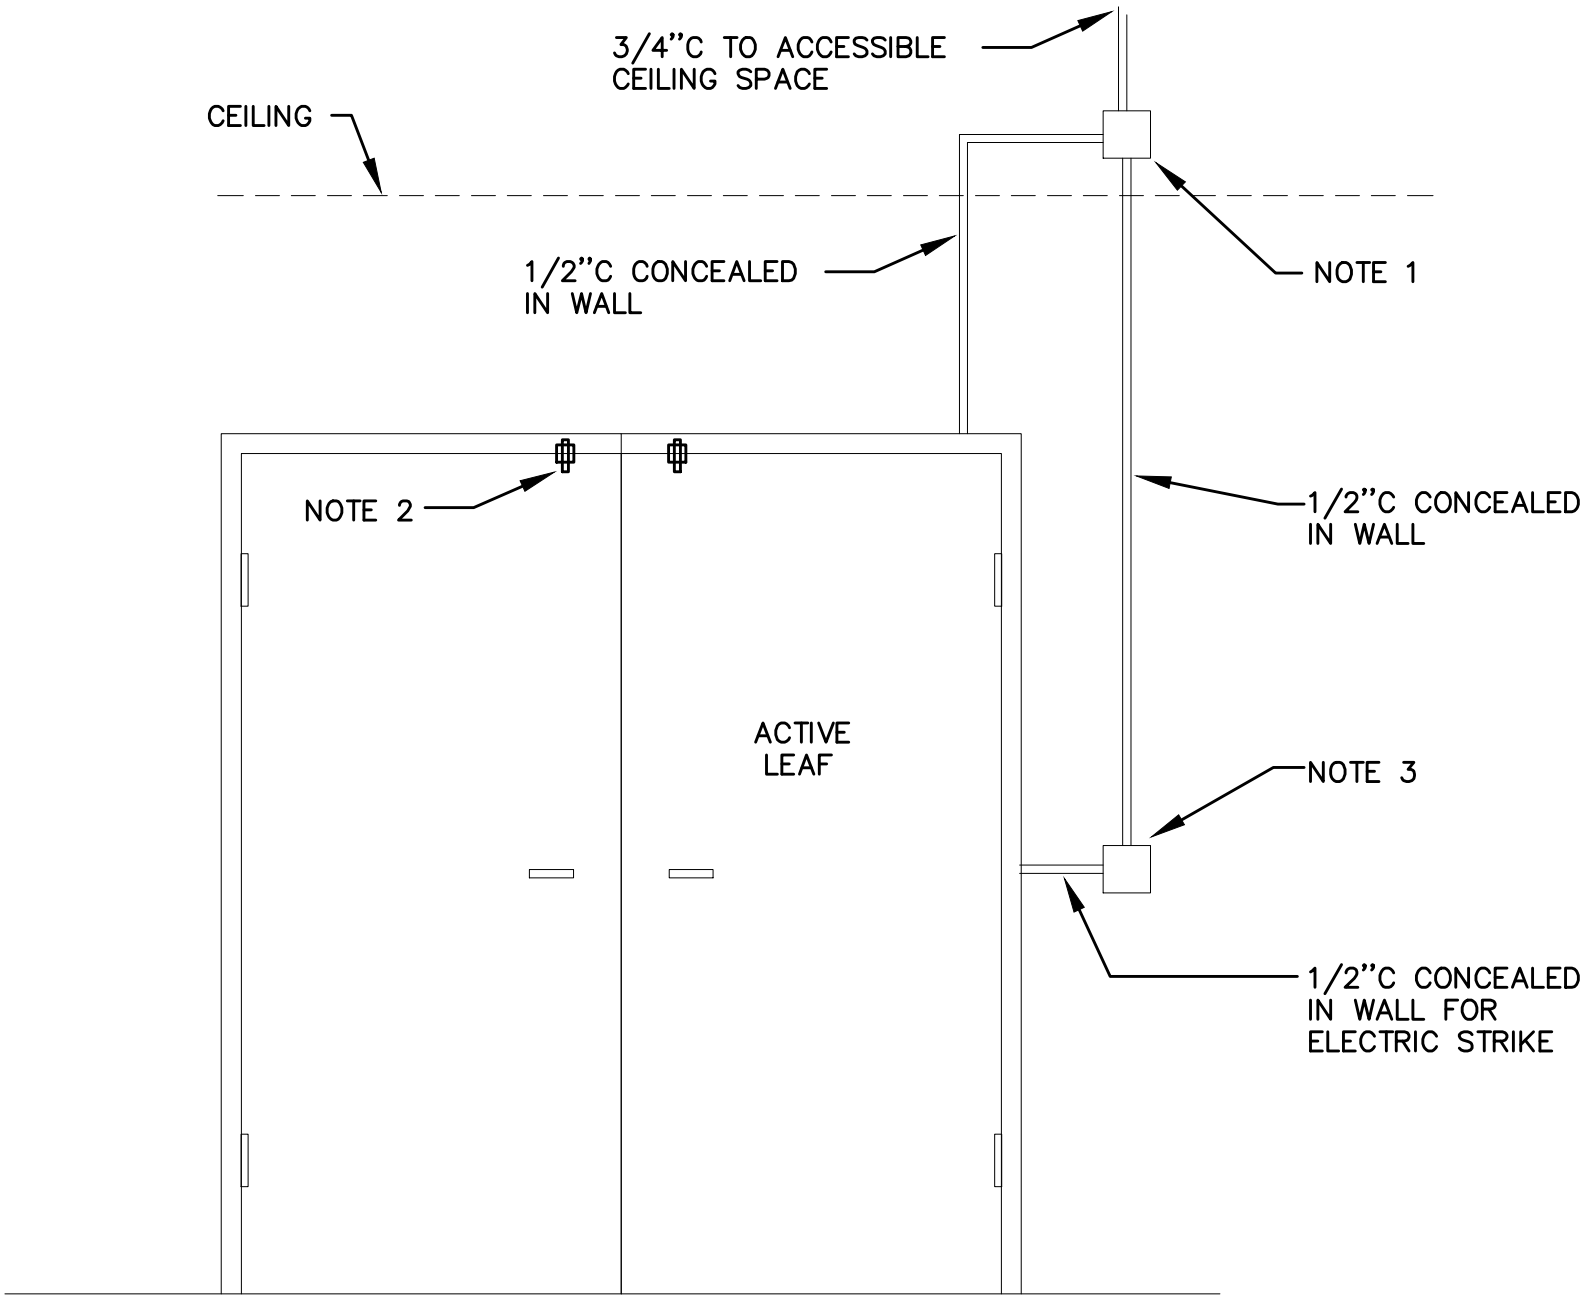 3/4"C TO ACCESSIBLE
CEILING SPACE
CEILING
1/2"C CONCEALED
IN WALL
NOTE 1
NOTE 2
1/2"C CONCEALED
IN WALL
ACTIVE
LEAF
NOTE 3
1/2"C CONCEALED
IN WALL FOR
ELECTRIC STRIKE